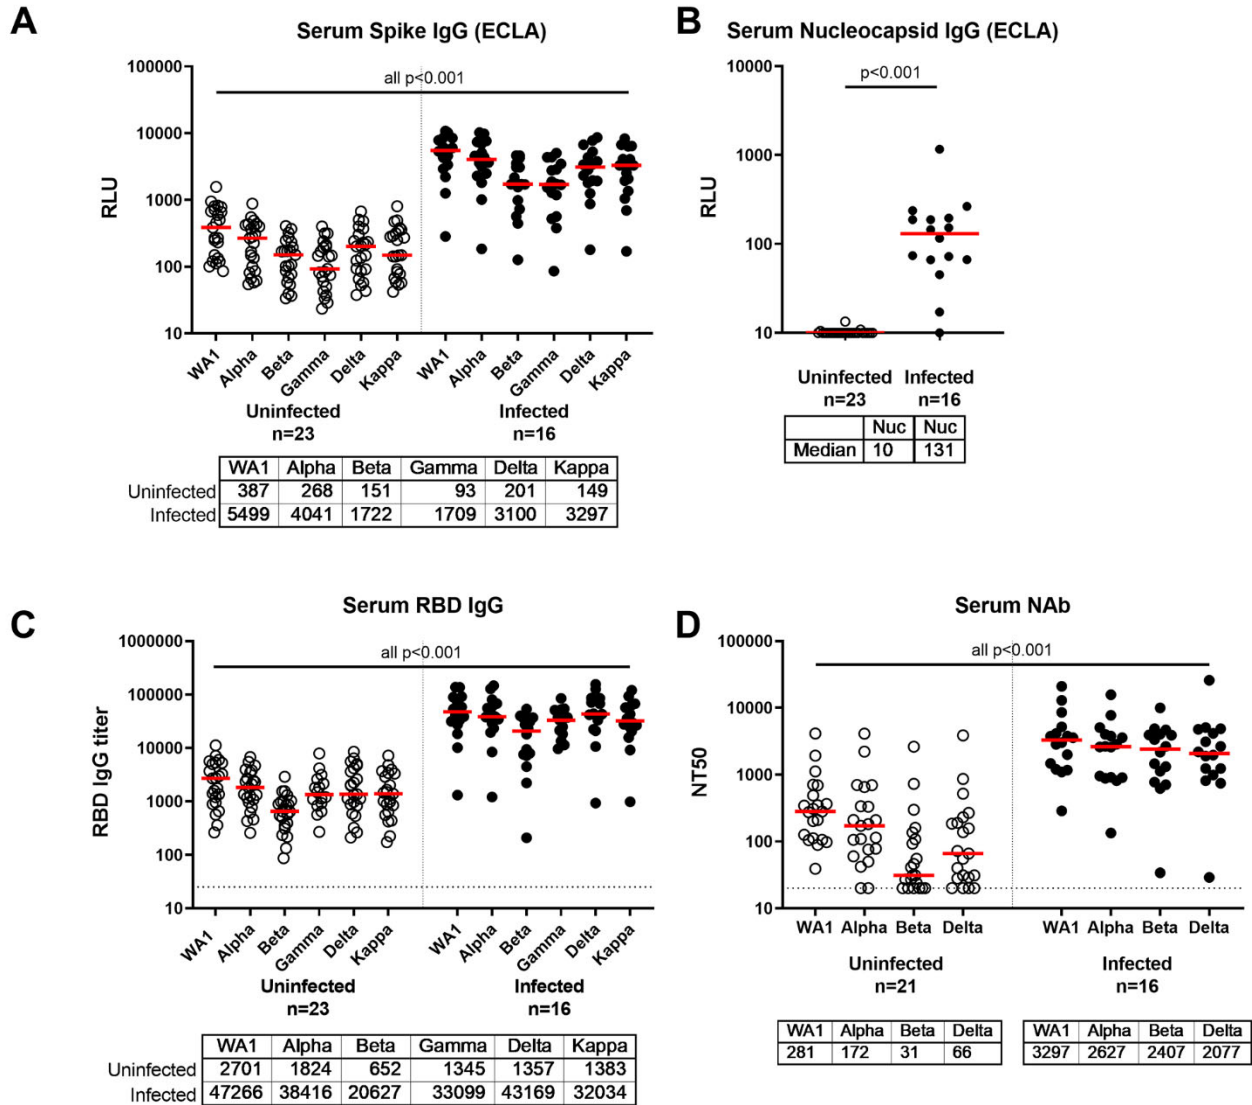 A
Serum Spike IgG (ECLA)
100000
10000
1000
100
10
RLU
all p<0.001
WA1 Alpha Beta Gamma Delta Kappa WA1 Alpha Beta Gamma Delta Kappa
Uninfected Infected
n=23 n=16
WA1 Alpha Beta Gamma Delta Kappa
Uninfected 387 268 151 93 201 149
Infected 5499 4041 1722 1709 3100 3297
B
Serum Nucleocapsid IgG (ECLA)
10000
1000
100
10
RLU
p<0.001
Uninfected Infected
n=23 n=16
Nuc Nuc
Median 10 131
C
Serum RBD IgG
1000000
100000
10000
1000
100
10
RBD IgG titer
all p<0.001
WA1 Alpha Beta Gamma Delta Kappa WA1 Alpha Beta Gamma Delta Kappa
Uninfected Infected
n=23 n=16
WA1 Alpha Beta Gamma Delta Kappa
Uninfected 2701 1824 652 1345 1357 1383
Infected 47266 38416 20627 33099 43169 32034
D
Serum NAb
100000
10000
1000
100
10
NT50
all p<0.001
WA1 Alpha Beta Delta WA1 Alpha Beta Delta
Uninfected Infected
n=21 n=16
WA1 Alpha Beta Delta WA1 Alpha Beta Delta
281 172 31 66 3297 2627 2407 2077